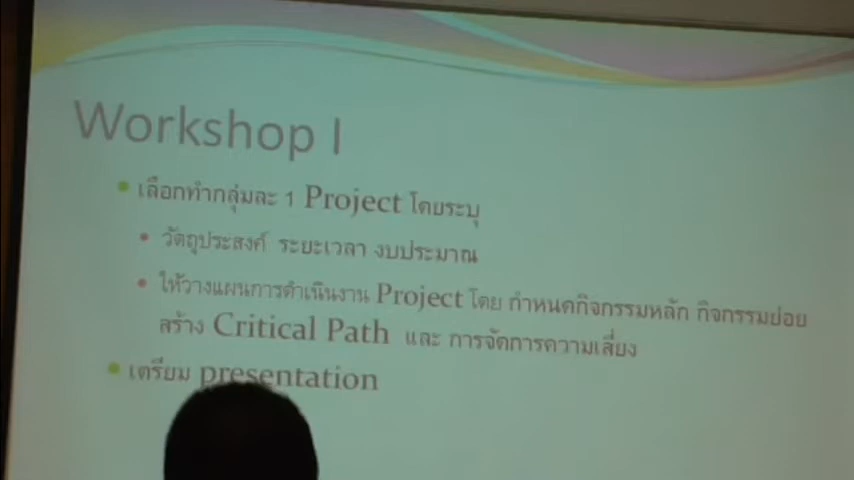 Workshop I
เลือกทำกลุ่มละ 1 Project โดยระบุ
วัตถุประสงค์ ระยะเวลา งบประมาณ
ให้วางแผนการดำเนินงาน Project โดย กำหนดกิจกรรมหลัก กิจกรรมย่อย
สร้าง Critical Path และ การจัดการความเสี่ยง
เตรียม presentation